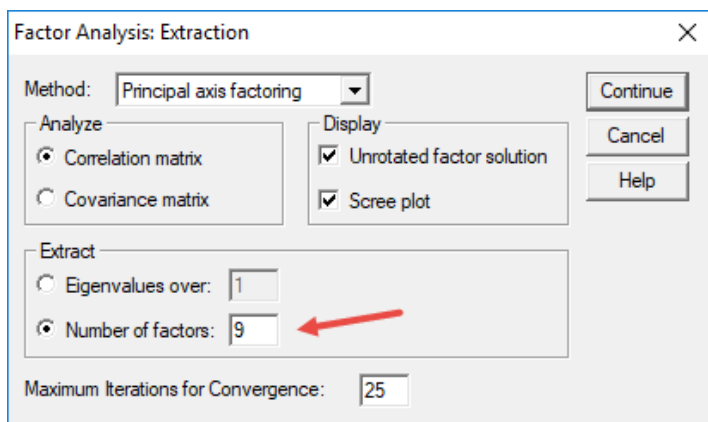 Factor Analysis: Extraction
Method: Principal axis factoring
Continue
Analyze
Display
Cancel
Correlation matrix
Unrotated factor solution
Help
Covariance matrix
Scree plot
Extract
Eigenvalues over: 1
Number of factors: 9
Maximum Iterations for Convergence: 25